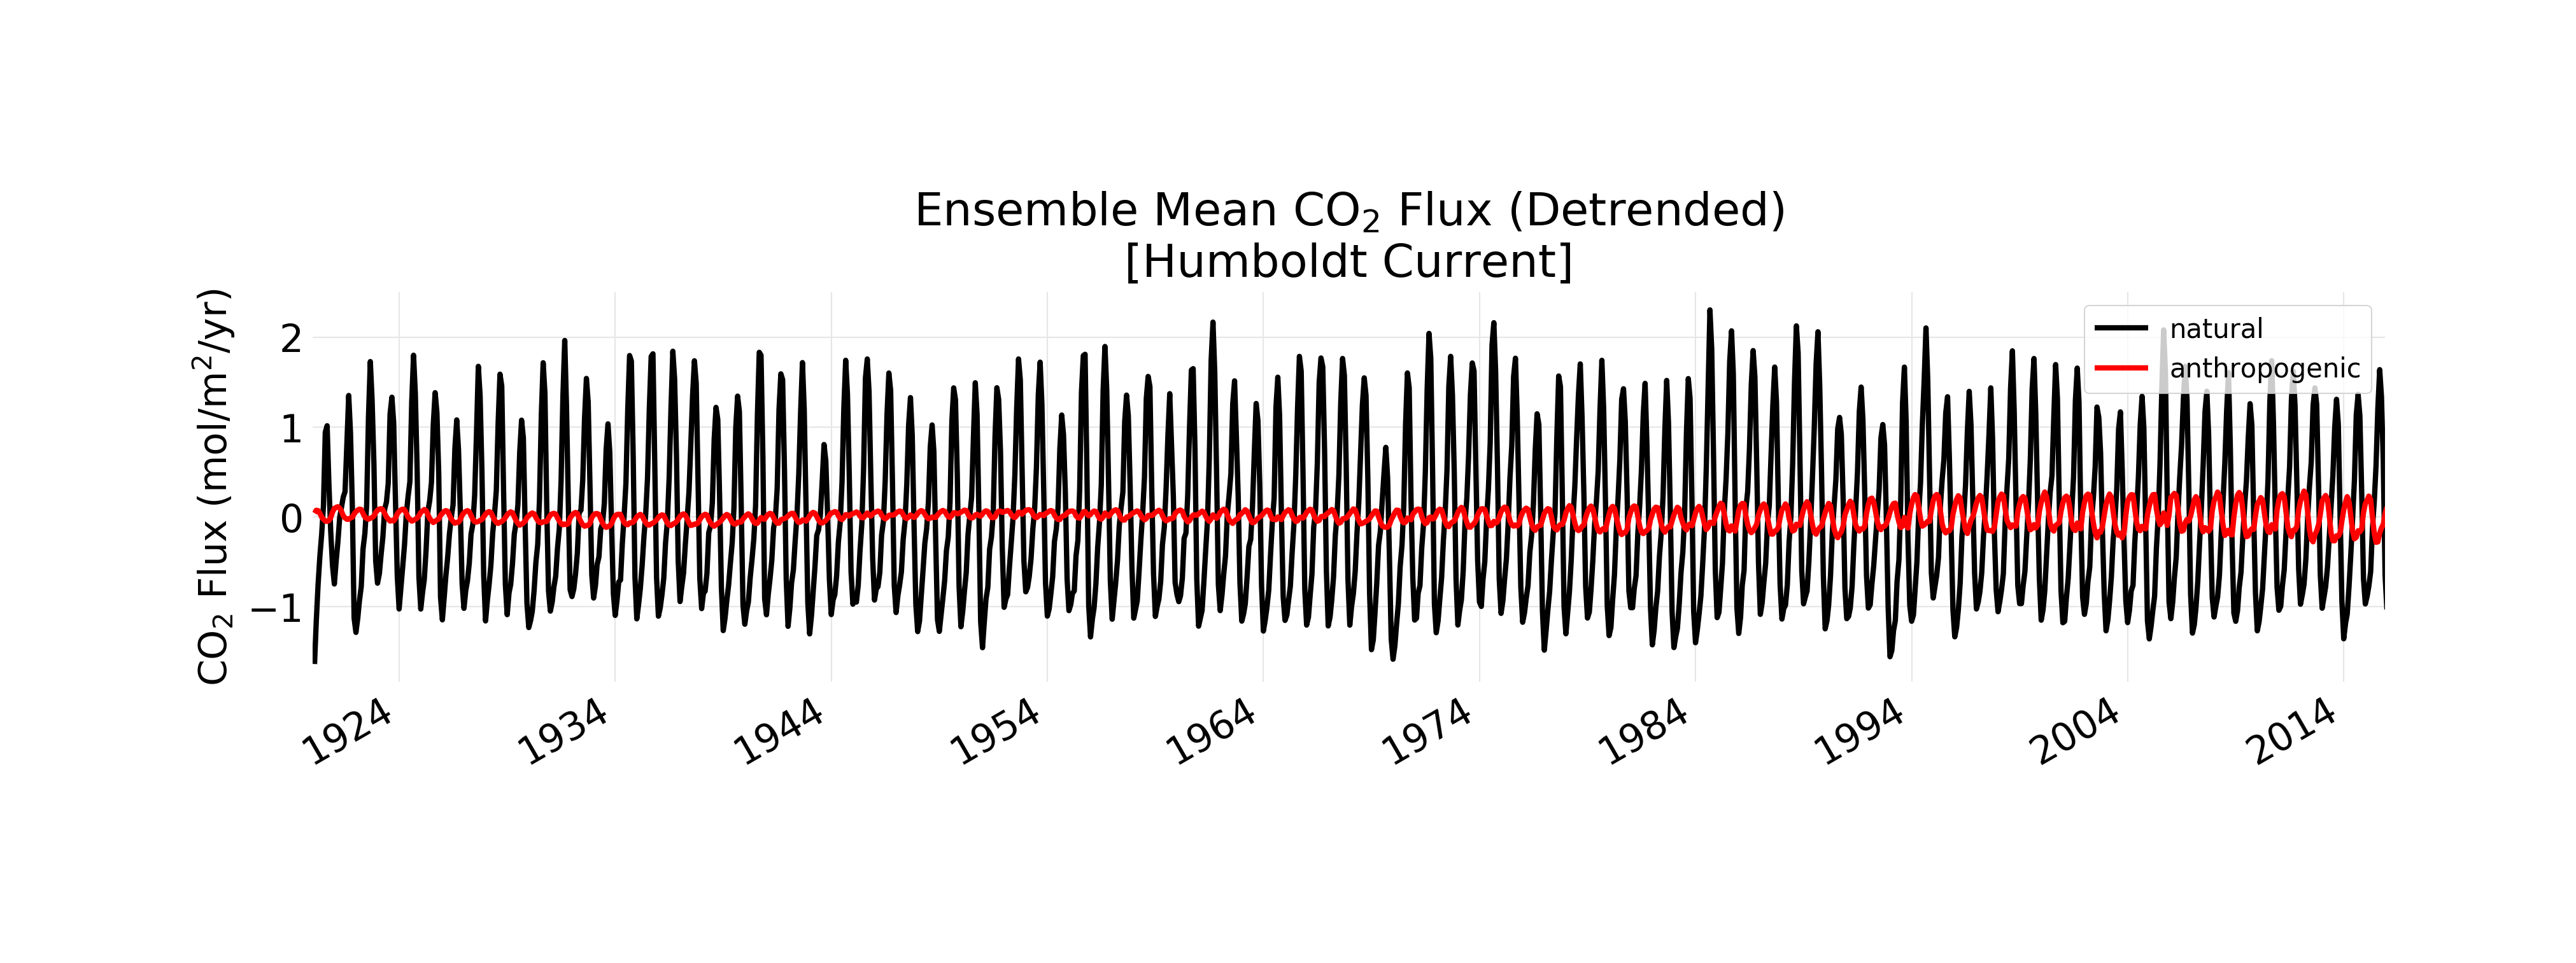 Ensemble Mean CO₂ Flux (Detrended)
[Humboldt Current]
CO₂ Flux (mol/m²/yr)
2
1
0
−1
natural
anthropogenic
1924
1934
1944
1954
1964
1974
1984
1994
2004
2014